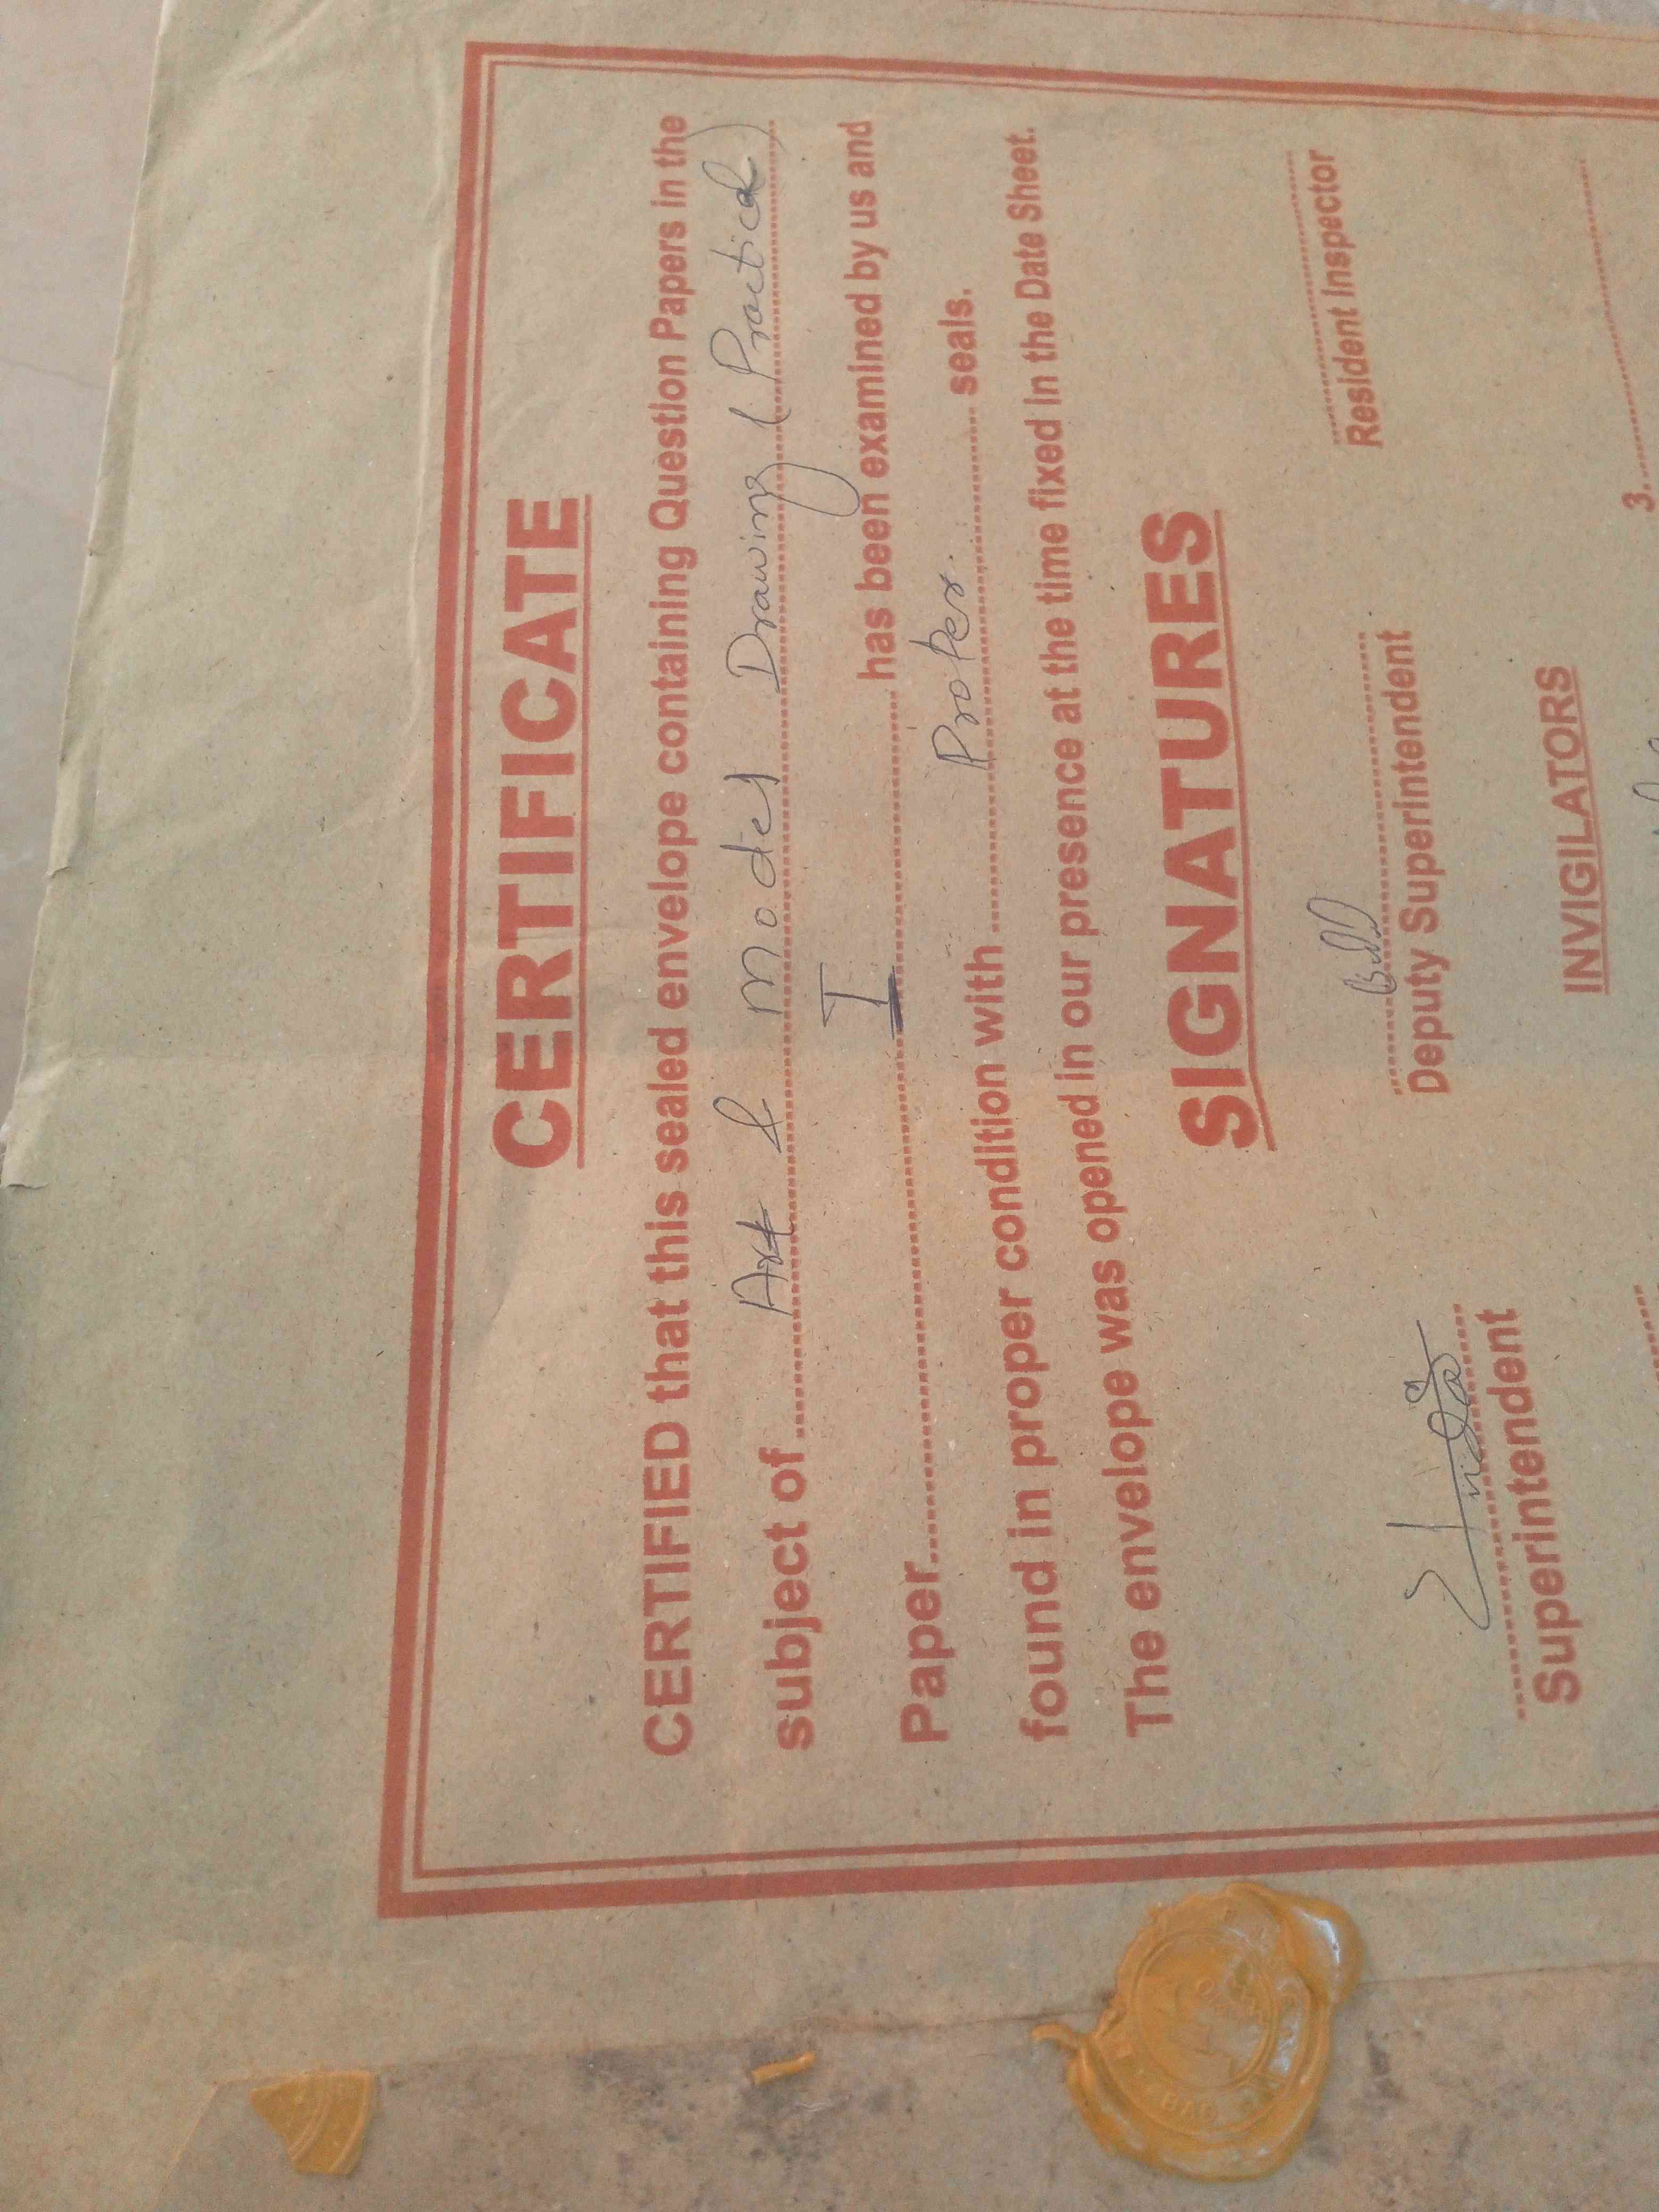 CERTIFICATE
CERTIFIED that this sealed envelope containing Question Papers in the
subject of Art & Model Drawing (Practical)
Paper I has been examined by us and
found in proper condition with Proper seals.
The envelope was opened in our presence at the time fixed in the Date Sheet.
SIGNATURES
Superintendent
Deputy Superintendent
Resident Inspector
INVIGILATORS
3.